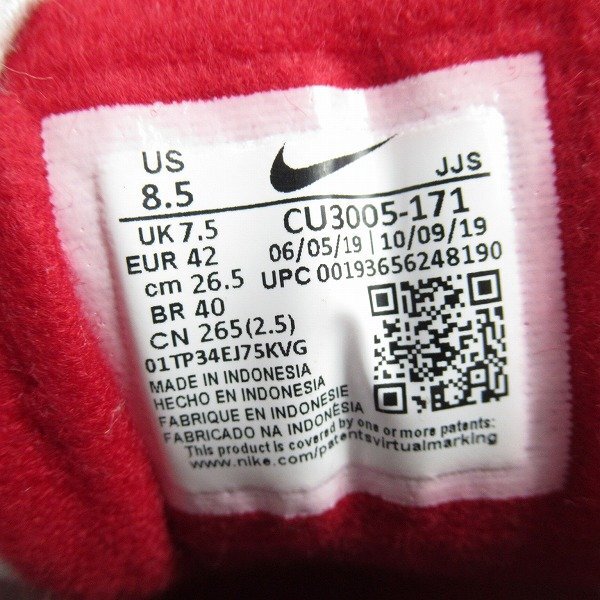 US
8.5
JJS
CU3005-171
UK 7.5
06/05/19 | 10/09/19
EUR 42
UPC 00193656248190
cm 26.5
BR 40
CN 265(2.5)
01TP34EJ75KVG
MADE IN INDONESIA
HECHO EN INDONESIA
FABRIQUE EN INDONESIA
FABRICADO NA INDONESIA
This product is covered by one or more patents:
www.nike.com/patentsvirtualmarking